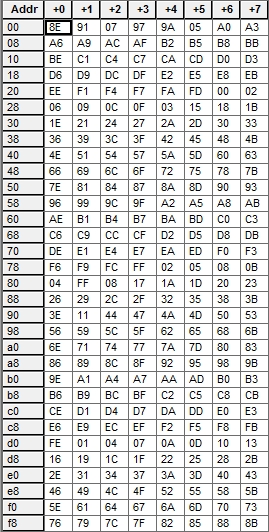 Addr +0 +1 +2 +3 +4 +5 +6 +7
00 8E 91 07 97 9A 05 A0 A3
08 A6 A9 AC AF B2 B5 B8 BB
10 BE C1 C4 C7 CA CD D0 D3
18 D6 D9 DC DF E2 E5 E8 EB
20 EE F1 F4 F7 FA FD 00 02
28 06 09 0C 0F 03 15 18 1B
30 1E 21 24 27 2A 2D 30 33
38 36 39 3C 3F 42 45 48 4B
40 4E 51 54 57 5A 5D 60 63
48 66 69 6C 6F 72 75 78 7B
50 7E 81 84 87 8A 8D 90 93
58 96 99 9C 9F A2 A5 A8 AB
60 AE B1 B4 B7 BA BD C0 C3
68 C6 C9 CC CF D2 D5 D8 DB
70 DE E1 E4 E7 EA ED F0 F3
78 F6 F9 FC FF 02 05 08 0B
80 04 FF 08 17 1A 1D 20 23
88 26 29 2C 2F 32 35 38 3B
90 3E 11 44 47 4A 4D 50 53
98 56 59 5C 5F 62 65 68 6B
a0 6E 71 74 77 7A 7D 80 83
a8 86 89 8C 8F 92 95 98 9B
b0 9E A1 A4 A7 AA AD B0 B3
b8 B6 B9 BC BF C2 C5 C8 CB
c0 CE D1 D4 D7 DA DD E0 E3
c8 E6 E9 EC EF F2 F5 F8 FB
d0 FE 01 04 07 0A 0D 10 13
d8 16 19 1C 1F 22 25 28 2B
e0 2E 31 34 37 3A 3D 40 43
e8 46 49 4C 4F 52 55 58 5B
f0 5E 61 64 67 6A 6D 70 73
f8 76 79 7C 7F 82 85 88 8B